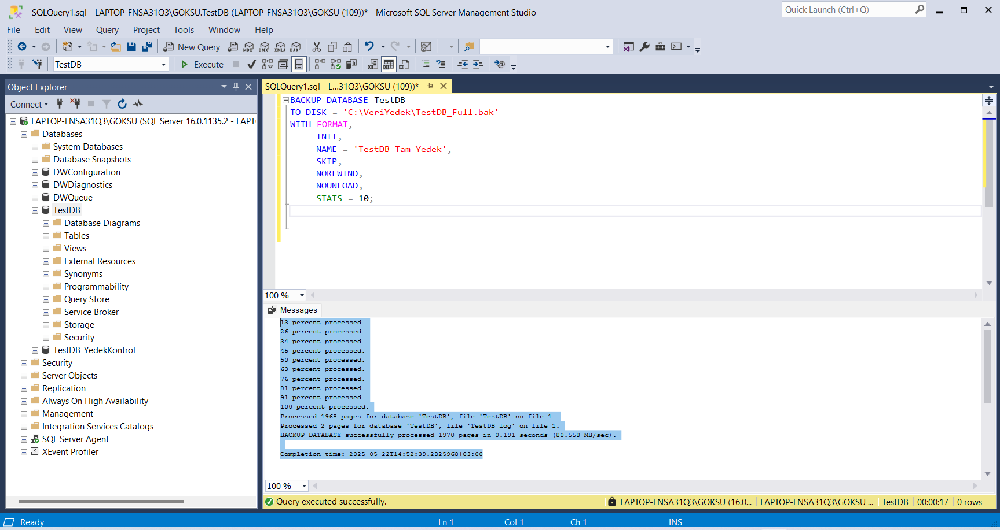 SQLQuery1.sql - LAPTOP-FNSA31Q3\GOKSU.TestDB (LAPTOP-FNSA31Q3\GOKSU (109))* - Microsoft SQL Server Management Studio
Quick Launch (Ctrl+Q)
File Edit View Query Project Tools Window Help
New Query MDX DMX XMLA DAX
TestDB Execute
Object Explorer
Connect
LAPTOP-FNSA31Q3\GOKSU (SQL Server 16.0.1135.2 - LAPT
Databases
System Databases
Database Snapshots
DWConfiguration
DWDiagnostics
DWQueue
TestDB
Database Diagrams
Tables
Views
External Resources
Synonyms
Programmability
Query Store
Service Broker
Storage
Security
TestDB_YedekKontrol
Security
Server Objects
Replication
Always On High Availability
Management
Integration Services Catalogs
SQL Server Agent
XEvent Profiler
SQLQuery1.sql - L...31Q3\GOKSU (109))*
BACKUP DATABASE TestDB
TO DISK = 'C:\VeriYedek\TestDB_Full.bak'
WITH FORMAT,
INIT,
NAME = 'TestDB Tam Yedek',
SKIP,
NOREWIND,
NOUNLOAD,
STATS = 10;
100 %
Messages
13 percent processed.
26 percent processed.
34 percent processed.
45 percent processed.
50 percent processed.
63 percent processed.
76 percent processed.
81 percent processed.
91 percent processed.
100 percent processed.
Processed 1968 pages for database 'TestDB', file 'TestDB' on file 1.
Processed 2 pages for database 'TestDB', file 'TestDB_log' on file 1.
BACKUP DATABASE successfully processed 1970 pages in 0.191 seconds (80.558 MB/sec).
Completion time: 2025-05-22T14:52:39.2825968+03:00
100 %
Query executed successfully. LAPTOP-FNSA31Q3\GOKSU (16.0... LAPTOP-FNSA31Q3\GOKSU ... TestDB 00:00:17 0 rows
Ready Ln 1 Col 1 Ch 1 INS